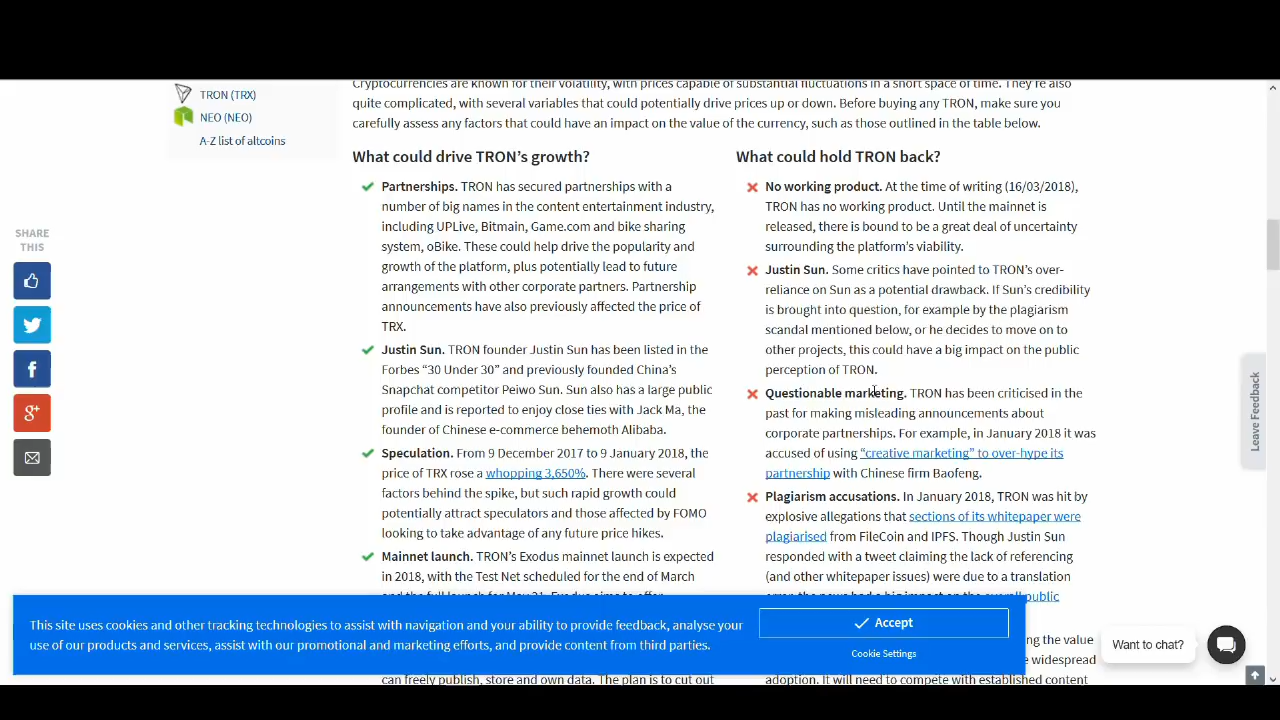 Cryptocurrencies are known for their volatility, with prices capable of substantial fluctuations in a short space of time. They're also
quite complicated, with several variables that could potentially drive prices up or down. Before buying any TRON, make sure you
carefully assess any factors that could have an impact on the value of the currency, such as those outlined in the table below.
TRON (TRX)
NEO (NEO)
A-Z list of altcoins
SHARE
THIS
What could drive TRON's growth?
Partnerships. TRON has secured partnerships with a
number of big names in the content entertainment industry,
including UPLive, Bitmain, Game.com and bike sharing
system, oBike. These could help drive the popularity and
growth of the platform, plus potentially lead to future
arrangements with other corporate partners. Partnership
announcements have also previously affected the price of
TRX.
Justin Sun. TRON founder Justin Sun has been listed in the
Forbes “30 Under 30” and previously founded China's
Snapchat competitor Peiwo Sun. Sun also has a large public
profile and is reported to enjoy close ties with Jack Ma, the
founder of Chinese e-commerce behemoth Alibaba.
Speculation. From 9 December 2017 to 9 January 2018, the
price of TRX rose a whopping 3,650%. There were several
factors behind the spike, but such rapid growth could
potentially attract speculators and those affected by FOMO
looking to take advantage of any future price hikes.
Mainnet launch. TRON's Exodus mainnet launch is expected
in 2018, with the Test Net scheduled for the end of March
can freely publish, store and own data. The plan is to cut out
What could hold TRON back?
No working product. At the time of writing (16/03/2018),
TRON has no working product. Until the mainnet is
released, there is bound to be a great deal of uncertainty
surrounding the platform's viability.
Justin Sun. Some critics have pointed to TRON's over-
reliance on Sun as a potential drawback. If Sun's credibility
is brought into question, for example by the plagiarism
scandal mentioned below, or he decides to move on to
other projects, this could have a big impact on the public
perception of TRON.
Questionable marketing. TRON has been criticised in the
past for making misleading announcements about
corporate partnerships. For example, in January 2018 it was
accused of using “creative marketing” to over-hype its
partnership with Chinese firm Baofeng.
Plagiarism accusations. In January 2018, TRON was hit by
explosive allegations that sections of its whitepaper were
plagiarised from FileCoin and IPFS. Though Justin Sun
responded with a tweet claiming the lack of referencing
(and other whitepaper issues) were due to a translation
public
ng the value
widespread
adoption. It will need to compete with established content
This site uses cookies and other tracking technologies to assist with navigation and your ability to provide feedback, analyse your
use of our products and services, assist with our promotional and marketing efforts, and provide content from third parties.
Accept
Cookie Settings
Want to chat?
Leave Feedback